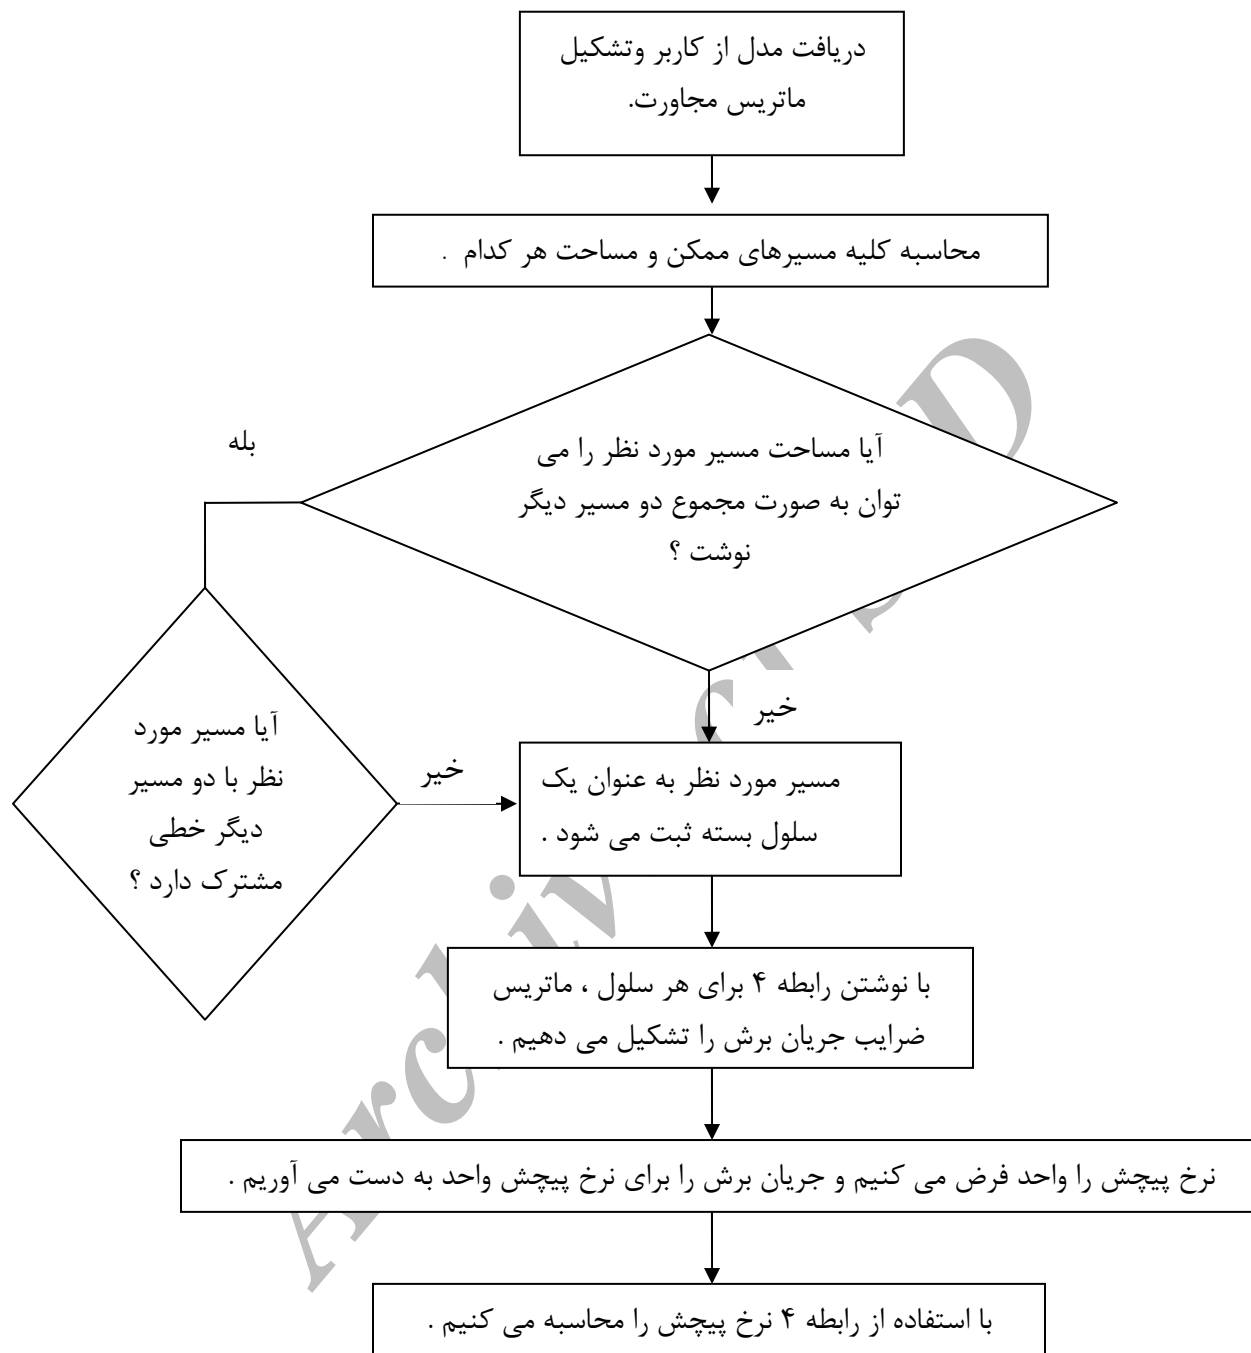 دریافت مدل از کاربر وتشکیل
ماتریس مجاورت.
محاسبه کلیه مسیرهای ممکن و مساحت هر کدام .
آیا مساحت مسیر مورد نظر را می
توان به صورت مجموع دو مسیر دیگر
نوشت ؟
بله
خیر
آیا مسیر مورد
نظر با دو مسیر
دیگر خطی
مشترک دارد ؟
خیر
مسیر مورد نظر به عنوان یک
سلول بسته ثبت می شود .
با نوشتن رابطه ۴ برای هر سلول ، ماتریس
ضرایب جریان برش را تشکیل می دهیم .
نرخ پیچش را واحد فرض می کنیم و جریان برش را برای نرخ پیچش واحد به دست می آوریم .
با استفاده از رابطه ۴ نرخ پیچش را محاسبه می کنیم .